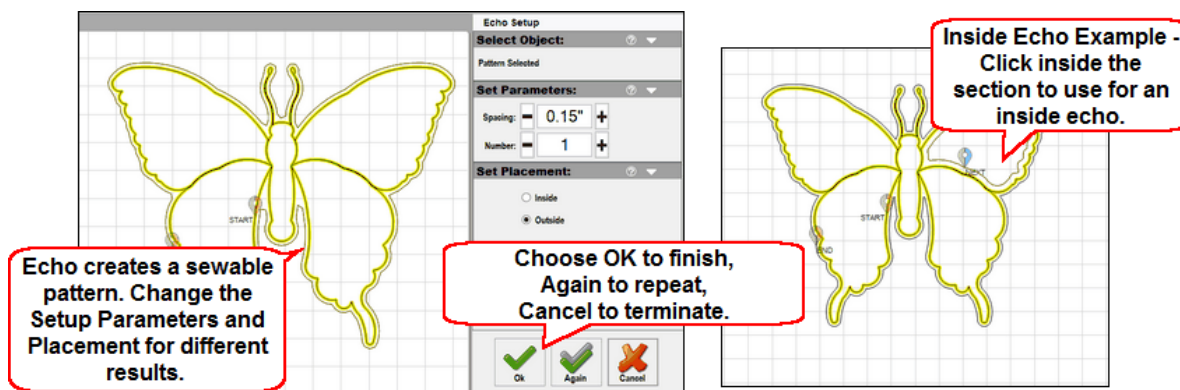 Echo Setup
Select Object:
Pattern Selected
Set Parameters:
Spacing: 0.15"
Number: 1
Set Placement:
Inside
Outside
START
Echo creates a sewable
pattern. Change the
Setup Parameters and
Placement for different
results.
Choose OK to finish,
Again to repeat,
Cancel to terminate.
Ok Again Cancel
Inside Echo Example -
Click inside the
section to use for an
inside echo.
NEXT
START
END